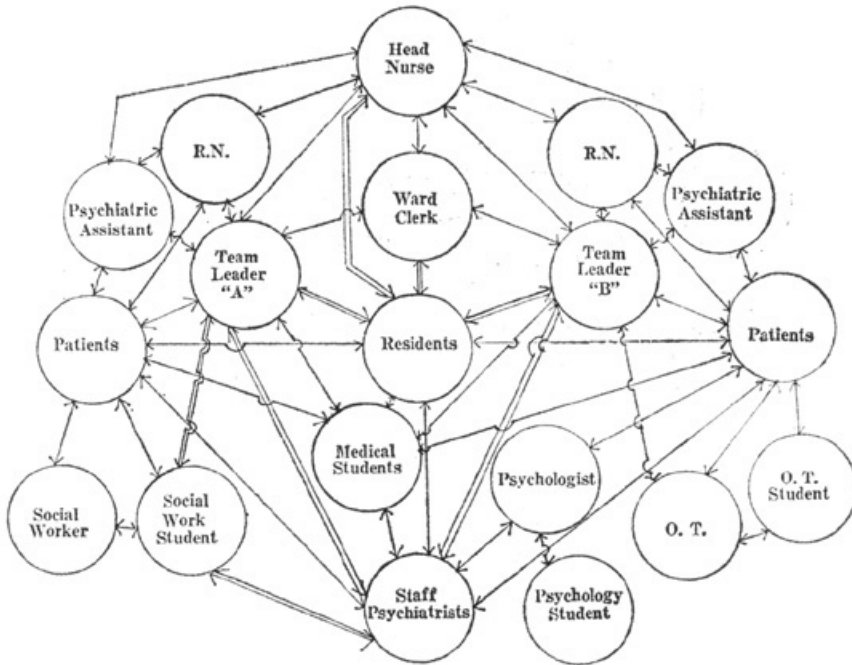 Head
Nurse
R.N.
R.N.
Psychiatric
Assistant
Ward
Clerk
Psychiatric
Assistant
Team
Leader
“A”
Team
Leader
“B”
Patients
Residents
Patients
Medical
Students
Psychologist
O. T.
Student
Social
Worker
Social
Work
Student
O. T.
Staff
Psychiatrists
Psychology
Student